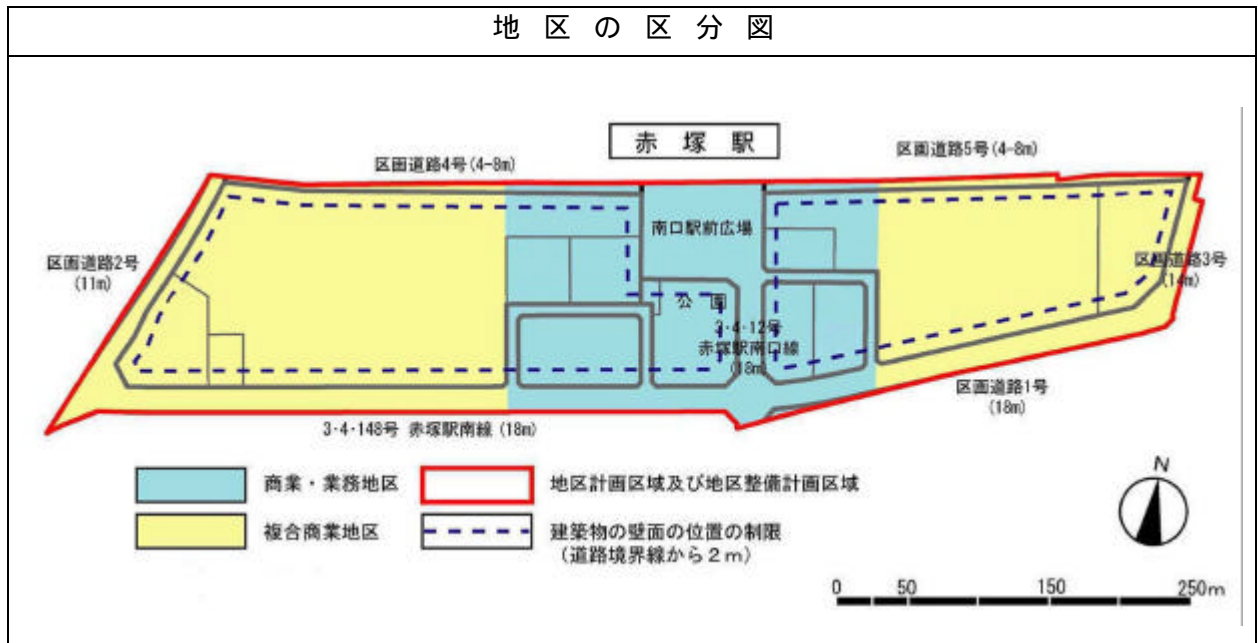 地区の区分図
赤塚駅
区画道路4号(4-8m)
区画道路5号(4-8m)
南口駅前広場
区画道路2号
(11m)
区画道路3号
(14m)
公園
3・4・12号
赤塚駅南口線
(18m)
区画道路1号
(18m)
3・4・148号 赤塚駅南線(18m)
商業・業務地区
地区計画区域及び地区整備計画区域
複合商業地区
建築物の壁面の位置の制限
(道路境界線から2m)
N
0 50 150 250m